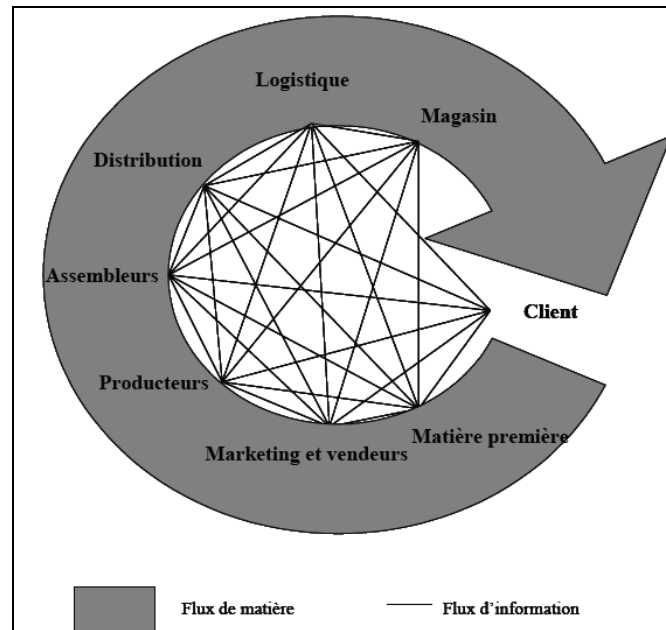 Logistique
Magasin
Distribution
Assembleurs
Client
Producteurs
Matière première
Marketing et vendeurs
Flux de matière
Flux d'information